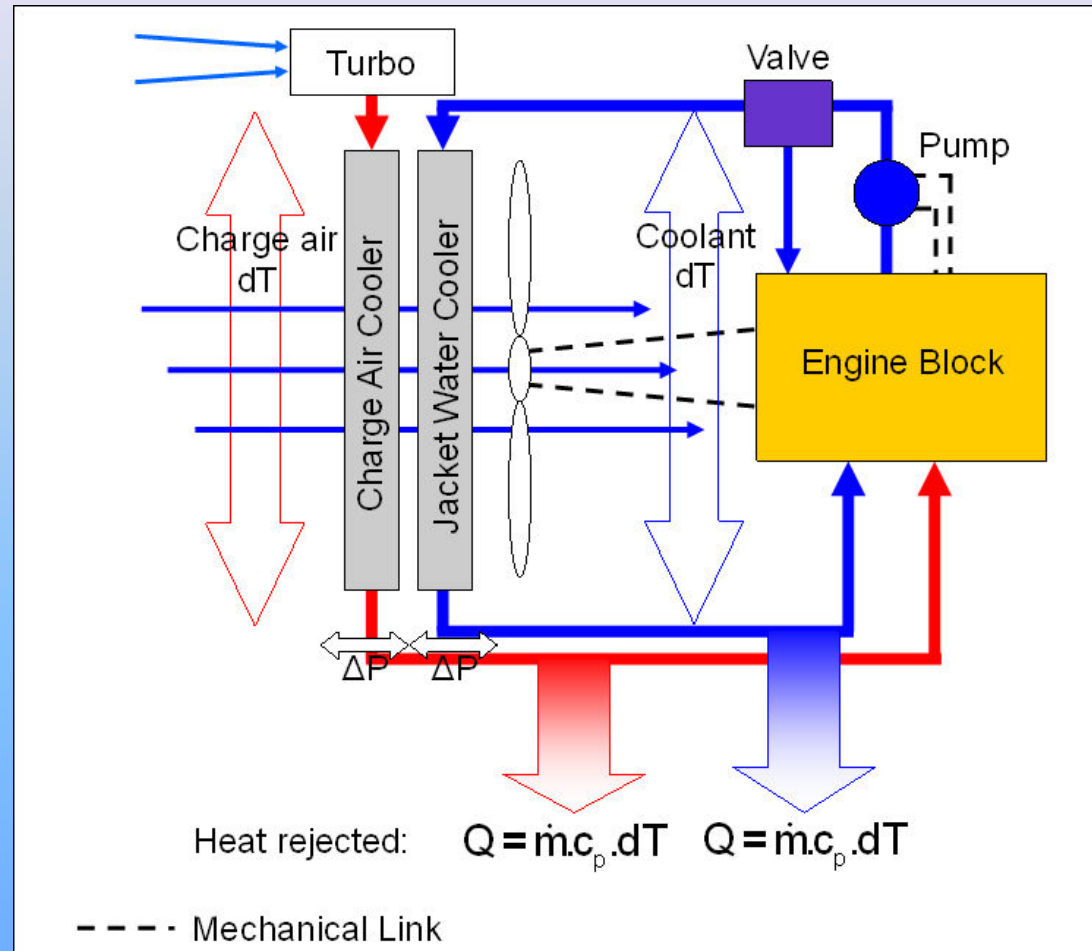 Turbo
Valve
Pump
Charge air
dT
Charge Air Cooler
Jacket Water Cooler
Coolant
dT
Engine Block
ΔP
ΔP
Heat rejected:
Q = ṁ.cₚ.dT
Q = ṁ.cₚ.dT
Mechanical Link